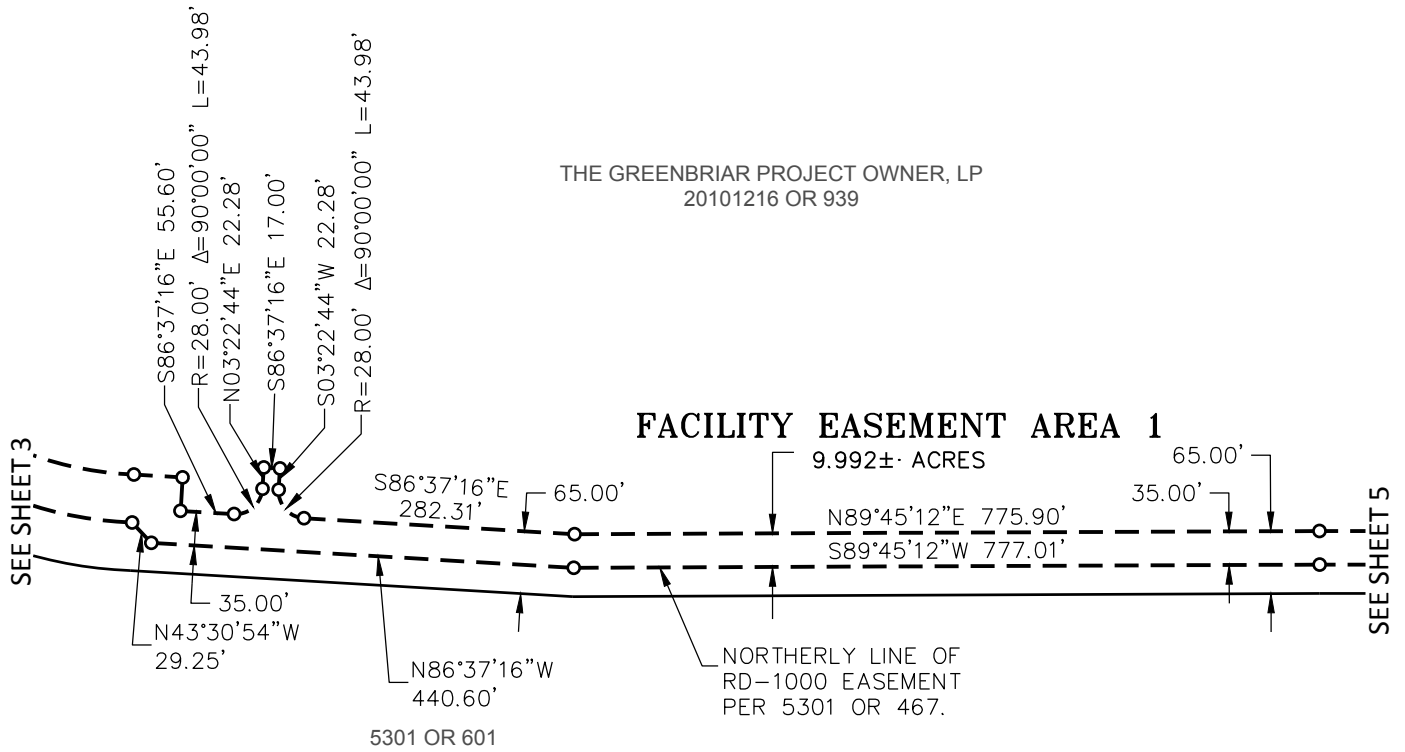 S86°37'16"E 55.60'
R=28.00' Δ=90°00'00" L=43.98'
N03°22'44"E 22.28'
S86°37'16"E 17.00'
S03°22'44"W 22.28'
R=28.00' Δ=90°00'00" L=43.98'
THE GREENBRIAR PROJECT OWNER, LP
20101216 OR 939
FACILITY EASEMENT AREA 1
9.992±· ACRES
65.00'
35.00'
SEE SHEET 3
S86°37'16"E
282.31'
65.00'
N89°45'12"E 775.90'
S89°45'12"W 777.01'
SEE SHEET 5
35.00'
N43°30'54"W
29.25'
N86°37'16"W
440.60'
NORTHERLY LINE OF
RD-1000 EASEMENT
PER 5301 OR 467.
5301 OR 601